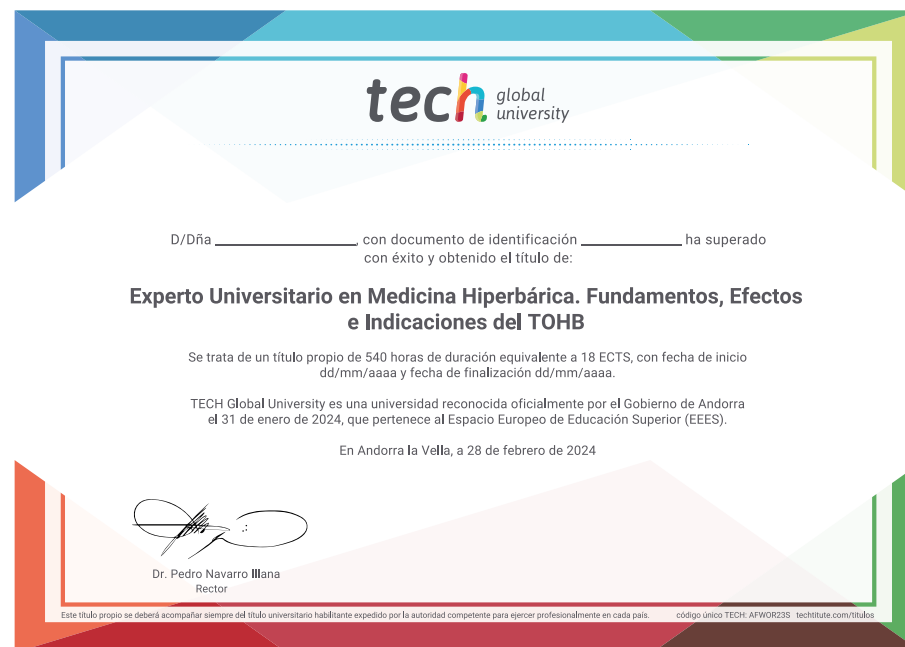 tech global university
D/Dña ______________, con documento de identificación __________ ha superado
con éxito y obtenido el título de:
Experto Universitario en Medicina Hiperbárica. Fundamentos, Efectos
e Indicaciones del TOHB
Se trata de un título propio de 540 horas de duración equivalente a 18 ECTS, con fecha de inicio
dd/mm/aaaa y fecha de finalización dd/mm/aaaa.
TECH Global University es una universidad reconocida oficialmente por el Gobierno de Andorra
el 31 de enero de 2024, que pertenece al Espacio Europeo de Educación Superior (EEES).
En Andorra la Vella, a 28 de febrero de 2024
Dr. Pedro Navarro Illana
Rector
Este título propio se deberá acompañar siempre del título universitario habilitante expedido por la autoridad competente para ejercer profesionalmente en cada país. código único TECH: AFWOR23S techtitute.com/titulos